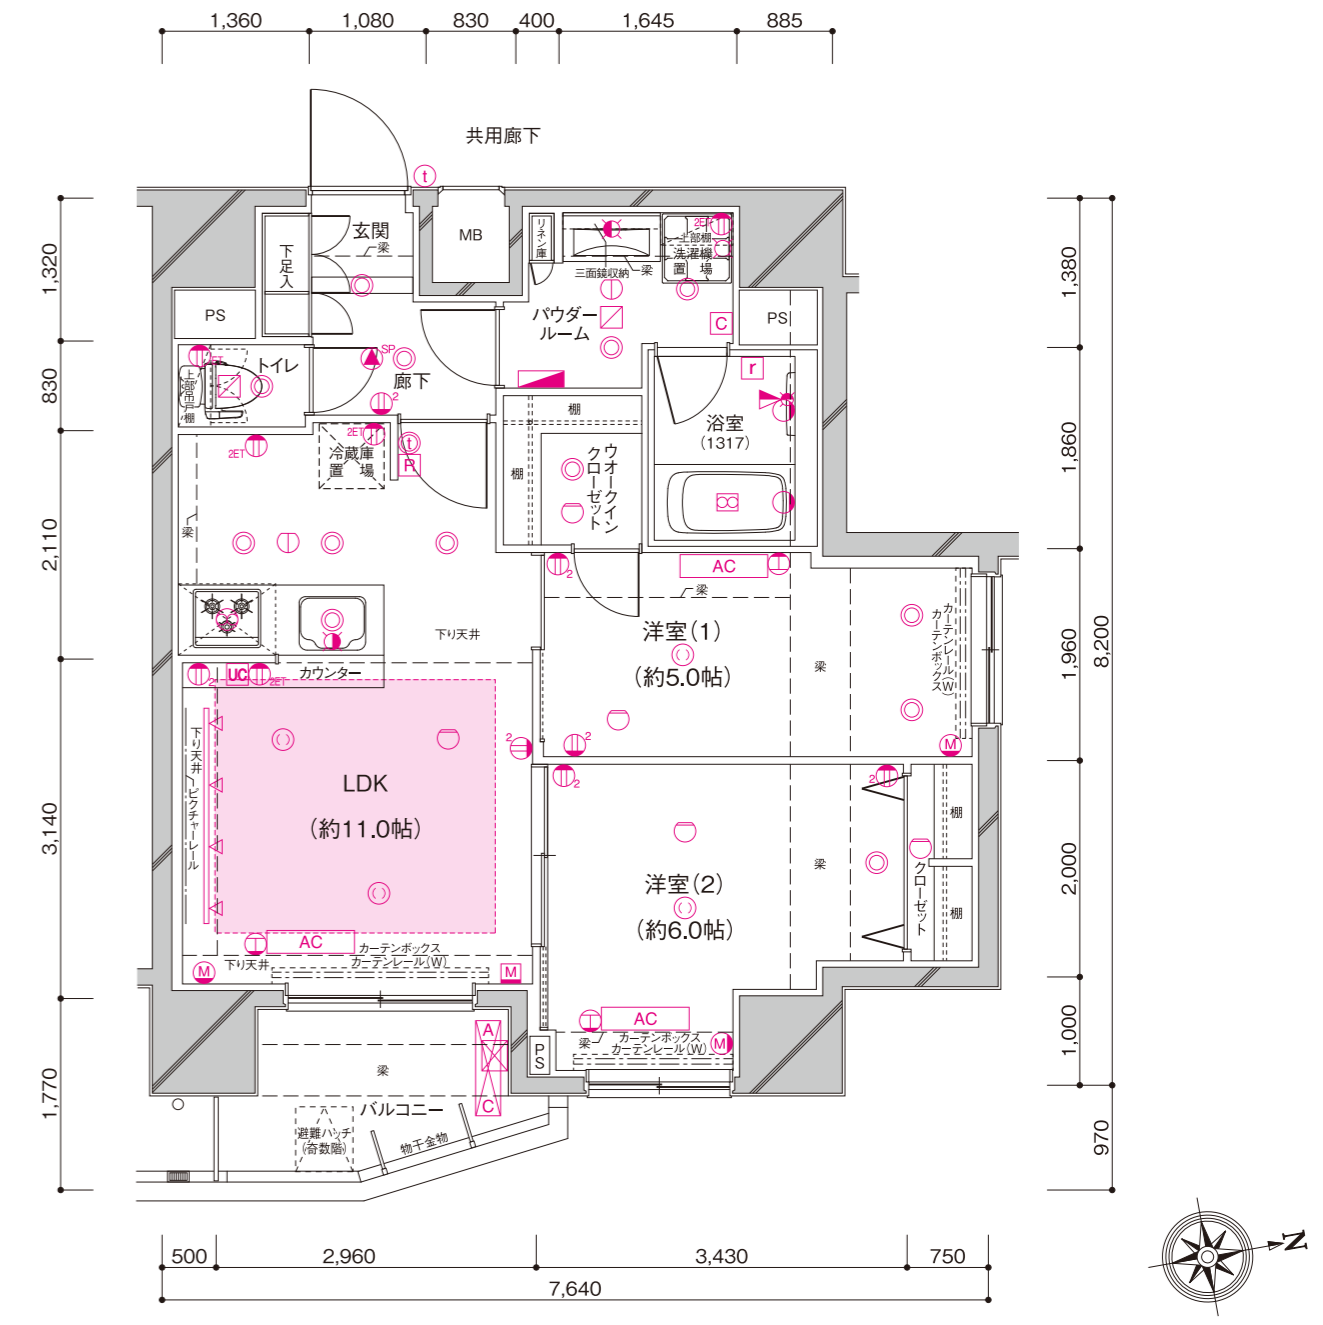 1,360
1,080
830
400
1,645
885
共用廊下
t
玄関
梁
下足入
MB
リネン庫
三面鏡収納
梁
2ET
上部棚
洗濯機
置場
PS
PS
パウダー
ルーム
C
トイレ
2ET
上部吊戸棚
SP
廊下
2
r
浴室
(1317)
棚
棚
ウオークイン
クローゼット
2ET
2ET
冷蔵庫
置場
t
R
梁
下り天井
2
AC
梁
洋室(1)
(約5.0帖)
梁
カーテンレール(W)
カーテンボックス
M
2
2
UC
2ET
カウンター
下り天井
ピクチャーレール
LDK
(約11.0帖)
2
2
2
洋室(2)
(約6.0帖)
梁
棚
棚
クローゼット
AC
カーテンボックス
カーテンレール(W)
下り天井
M
M
AC
梁
カーテンボックス
カーテンレール(W)
M
PS
A
C
梁
バルコニー
避難ハッチ
(奇数階)
物干金物
1,320
830
2,110
3,140
1,770
1,380
1,860
1,960
2,000
1,000
8,200
970
500
2,960
3,430
750
7,640
N